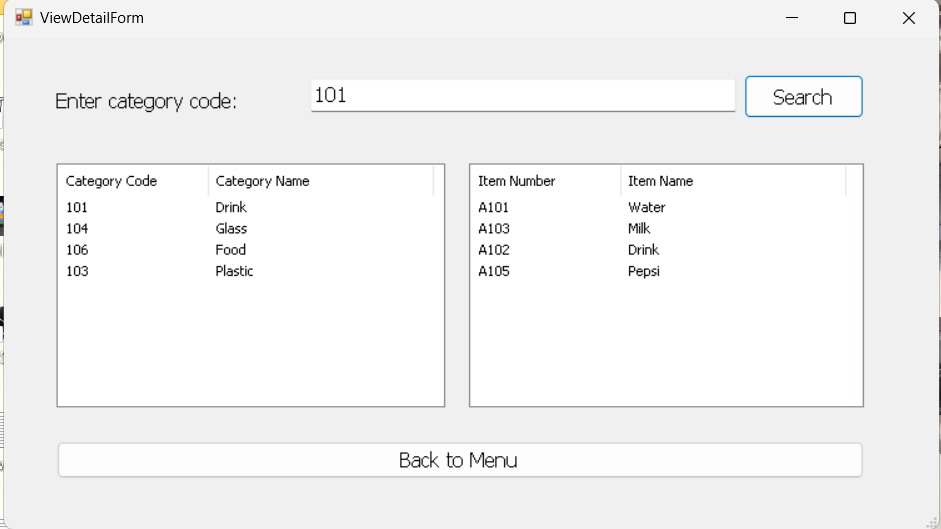 ViewDetailForm
Enter category code: 101 Search
Category Code Category Name
101 Drink
104 Glass
106 Food
103 Plastic
Item Number Item Name
A101 Water
A103 Milk
A102 Drink
A105 Pepsi
Back to Menu